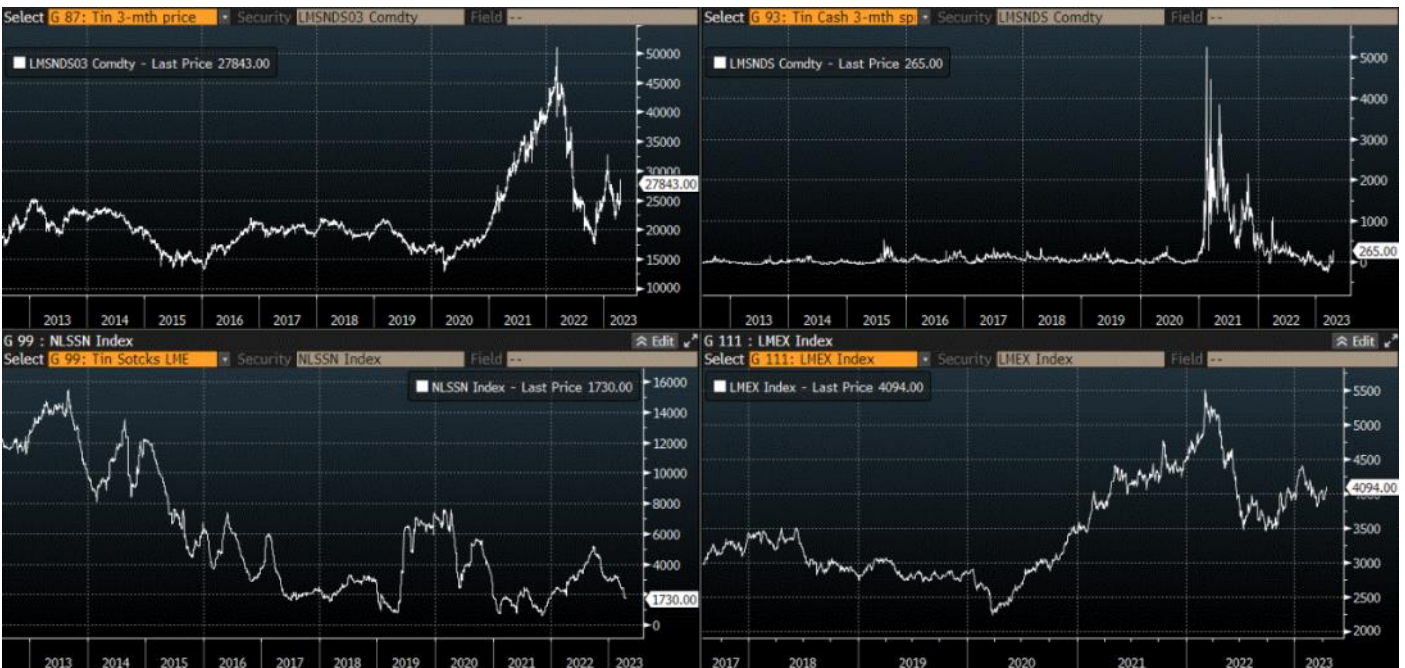 Select G 87: Tin 3-mth price Security LMSNDS03 Comdty Field --
LMSNDS03 Comdty - Last Price 27843.00
50000
45000
40000
35000
30000
27843.00
25000
20000
15000
10000
2013 2014 2015 2016 2017 2018 2019 2020 2021 2022 2023
Select G 93: Tin Cash 3-mth sp Security LMSNDS Comdty Field --
LMSNDS Comdty - Last Price 265.00
5000
4000
3000
2000
1000
265.00
0
2013 2014 2015 2016 2017 2018 2019 2020 2021 2022 2023
G 99 : NLSSN Index Edit
Select G 99: Tin Sotcks LME Security NLSSN Index Field --
NLSSN Index - Last Price 1730.00
16000
14000
12000
10000
8000
6000
4000
1730.00
0
2013 2014 2015 2016 2017 2018 2019 2020 2021 2022 2023
G 111 : LMEX Index Edit
Select G 111: LMEX Index Security LMEX Index Field --
LMEX Index - Last Price 4094.00
5500
5000
4500
4094.00
4000
3500
3000
2500
2000
2017 2018 2019 2020 2021 2022 2023